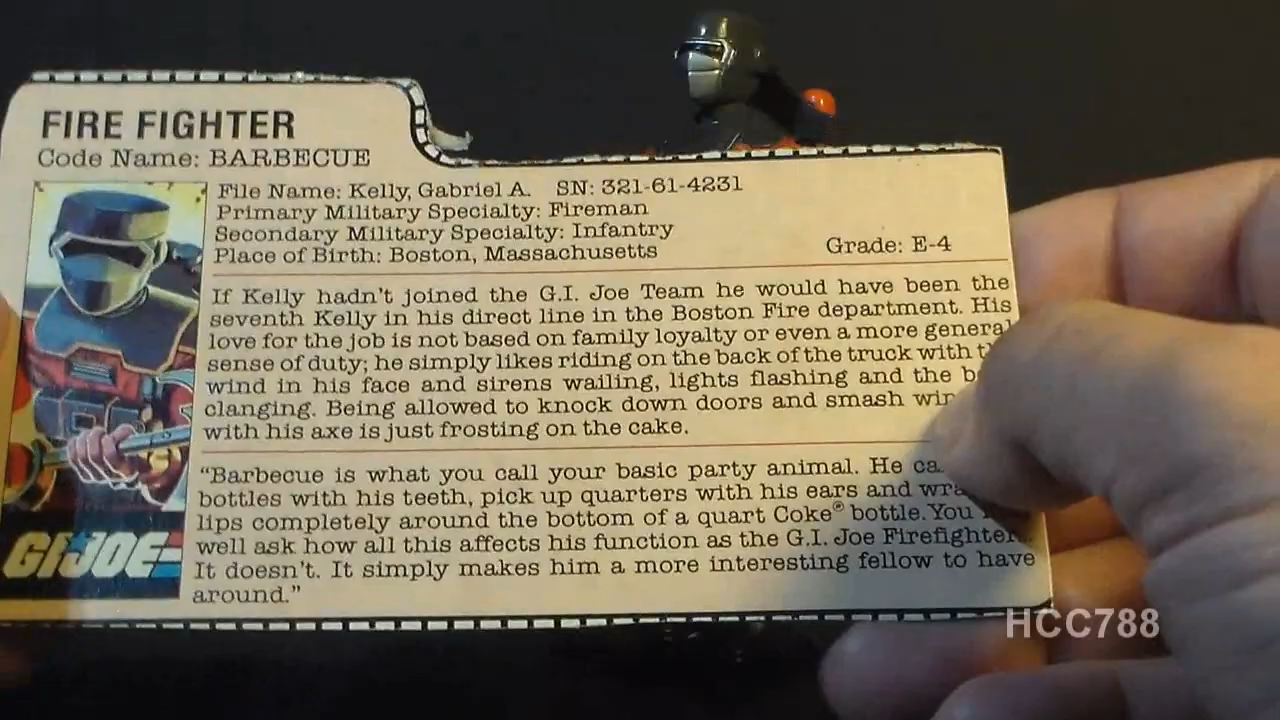 FIRE FIGHTER
Code Name: BARBECUE
File Name: Kelly, Gabriel A. SN: 321-61-4231
Primary Military Specialty: Fireman
Secondary Military Specialty: Infantry
Place of Birth: Boston, Massachusetts Grade: E-4
If Kelly hadn't joined the G.I. Joe Team he would have been the
seventh Kelly in his direct line in the Boston Fire department. His
love for the job is not based on family loyalty or even a more general
sense of duty; he simply likes riding on the back of the truck with
wind in his face and sirens wailing, lights flashing and the
clanging. Being allowed to knock down doors and smash
with his axe is just frosting on the cake.
"Barbecue is what you call your basic party animal. He
bottles with his teeth, pick up quarters with his ears and
lips completely around the bottom of a quart Coke® bottle. You
well ask how all this affects his function as the G.I. Joe Firefighter
It doesn't. It simply makes him a more interesting fellow to have
around."
GI JOE
HCC788